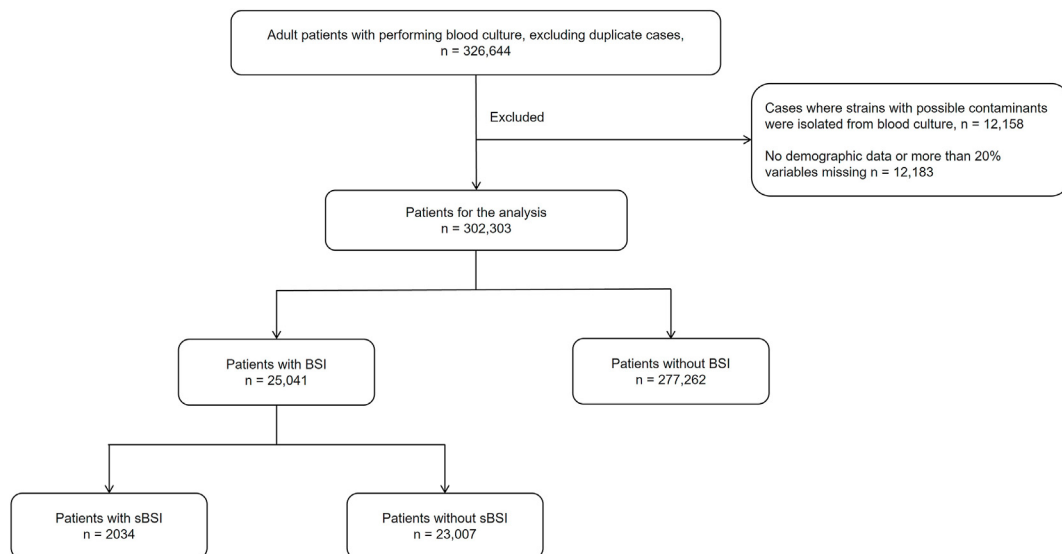 Adult patients with performing blood culture, excluding duplicate cases,
n = 326,644
Excluded
Cases where strains with possible contaminants
were isolated from blood culture, n = 12,158
No demographic data or more than 20%
variables missing n = 12,183
Patients for the analysis
n = 302,303
Patients with BSI
n = 25,041
Patients without BSI
n = 277,262
Patients with sBSI
n = 2034
Patients without sBSI
n = 23,007